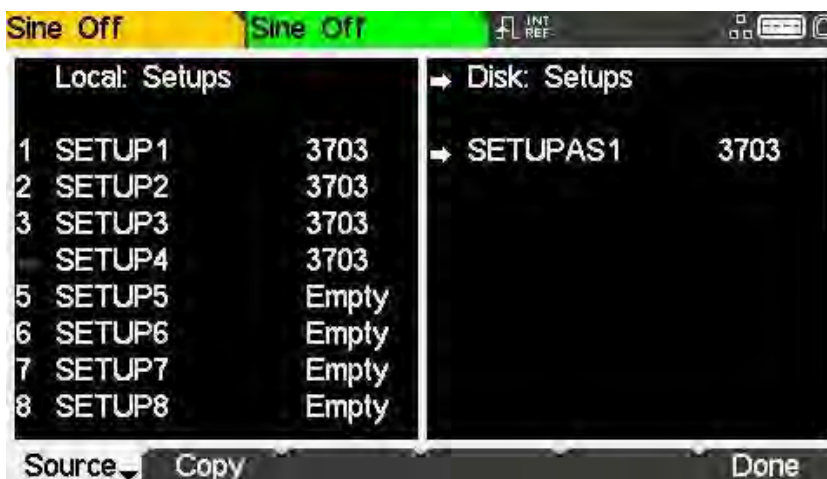 Sine Off Sine Off INT
REF
Local: Setups
1 SETUP1 3703
2 SETUP2 3703
3 SETUP3 3703
SETUP4 3703
5 SETUP5 Empty
6 SETUP6 Empty
7 SETUP7 Empty
8 SETUP8 Empty
Disk: Setups
SETUPAS1 3703
Source Copy Done